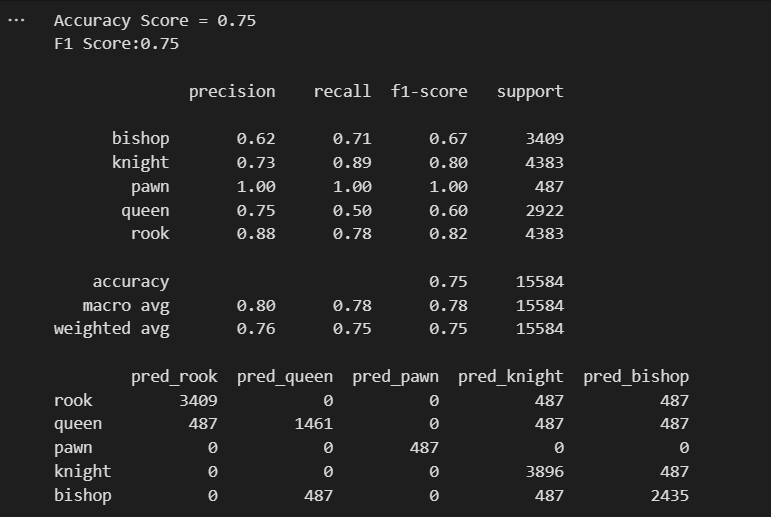 Accuracy Score = 0.75
F1 Score:0.75
precision recall f1-score support
bishop 0.62 0.71 0.67 3409
knight 0.73 0.89 0.80 4383
pawn 1.00 1.00 1.00 487
queen 0.75 0.50 0.60 2922
rook 0.88 0.78 0.82 4383
accuracy 0.75 15584
macro avg 0.80 0.78 0.78 15584
weighted avg 0.76 0.75 0.75 15584
pred_rook pred_queen pred_pawn pred_knight pred_bishop
rook 3409 0 0 487 487
queen 487 1461 0 487 487
pawn 0 0 487 0 0
knight 0 0 0 3896 487
bishop 0 487 0 487 2435